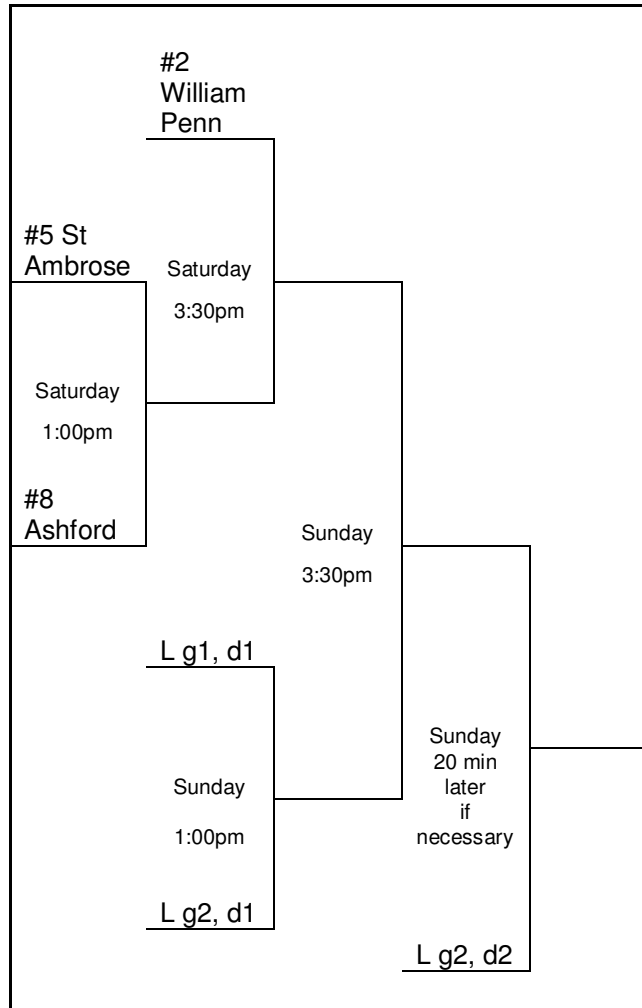 #2
William
Penn
#5 St
Ambrose
Saturday
3:30pm
Saturday
1:00pm
#8
Ashford
Sunday
3:30pm
L g1, d1
Sunday
1:00pm
Sunday
20 min
later
if
necessary
L g2, d1
L g2, d2